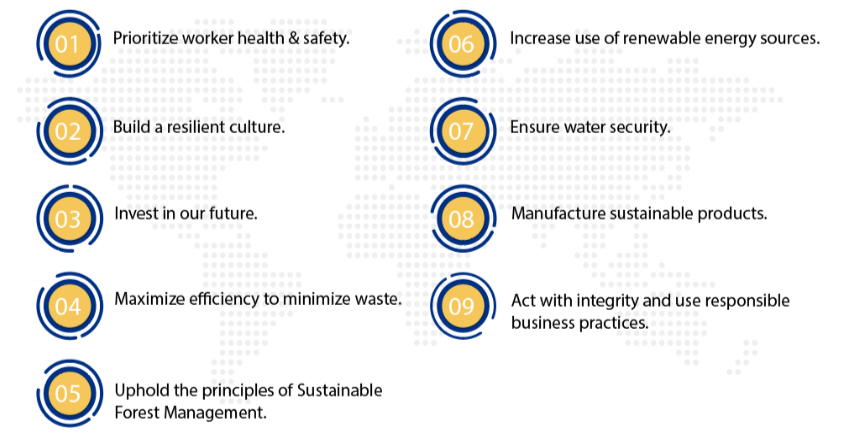 01
Prioritize worker health & safety.
02
Build a resilient culture.
03
Invest in our future.
04
Maximize efficiency to minimize waste.
05
Uphold the principles of Sustainable
Forest Management.
06
Increase use of renewable energy sources.
07
Ensure water security.
08
Manufacture sustainable products.
09
Act with integrity and use responsible
business practices.